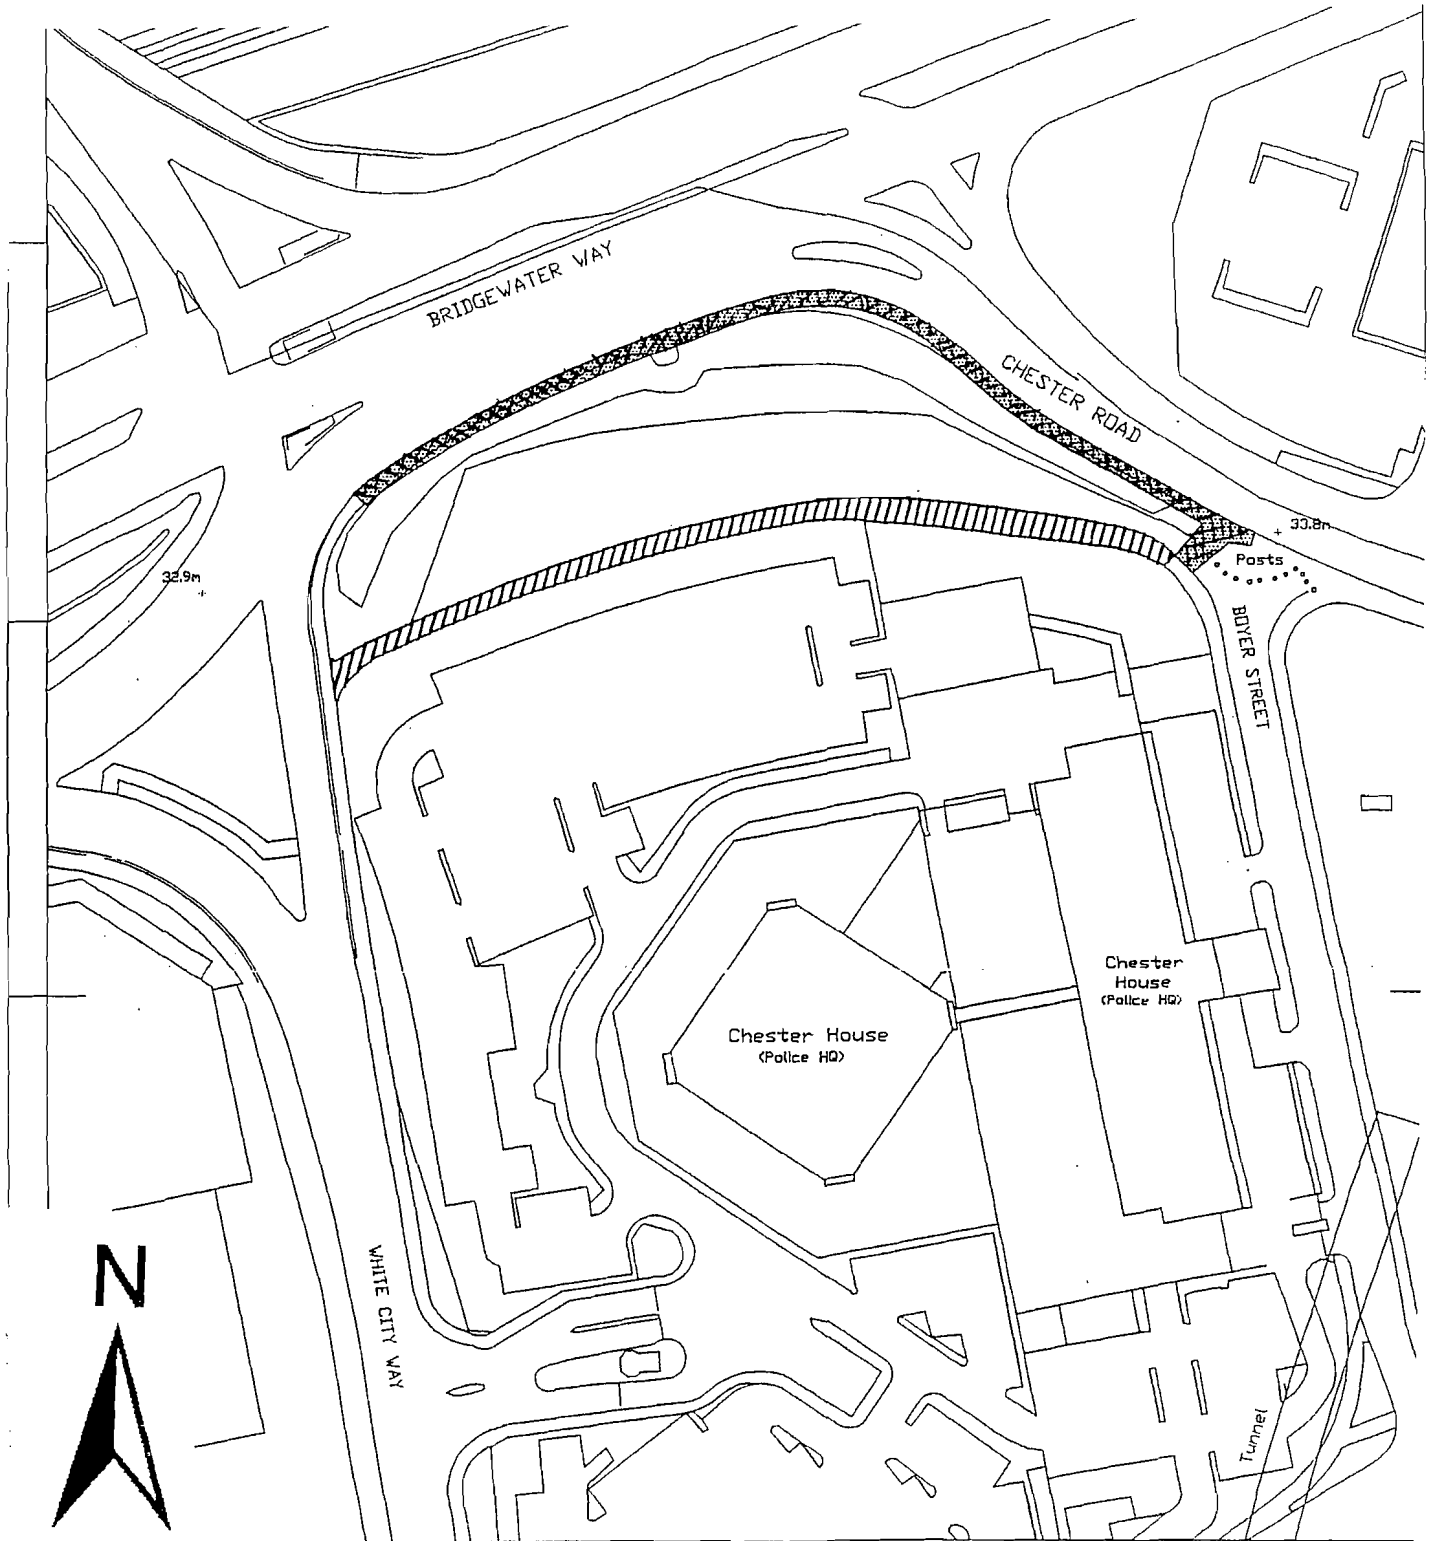 BRIDGEWATER WAY
CHESTER ROAD
33.8m
Posts
32.9m
BOYER STREET
Chester
House
(Police HQ)
Chester House
(Police HQ)
N
WHITE CITY WAY
Tunnel